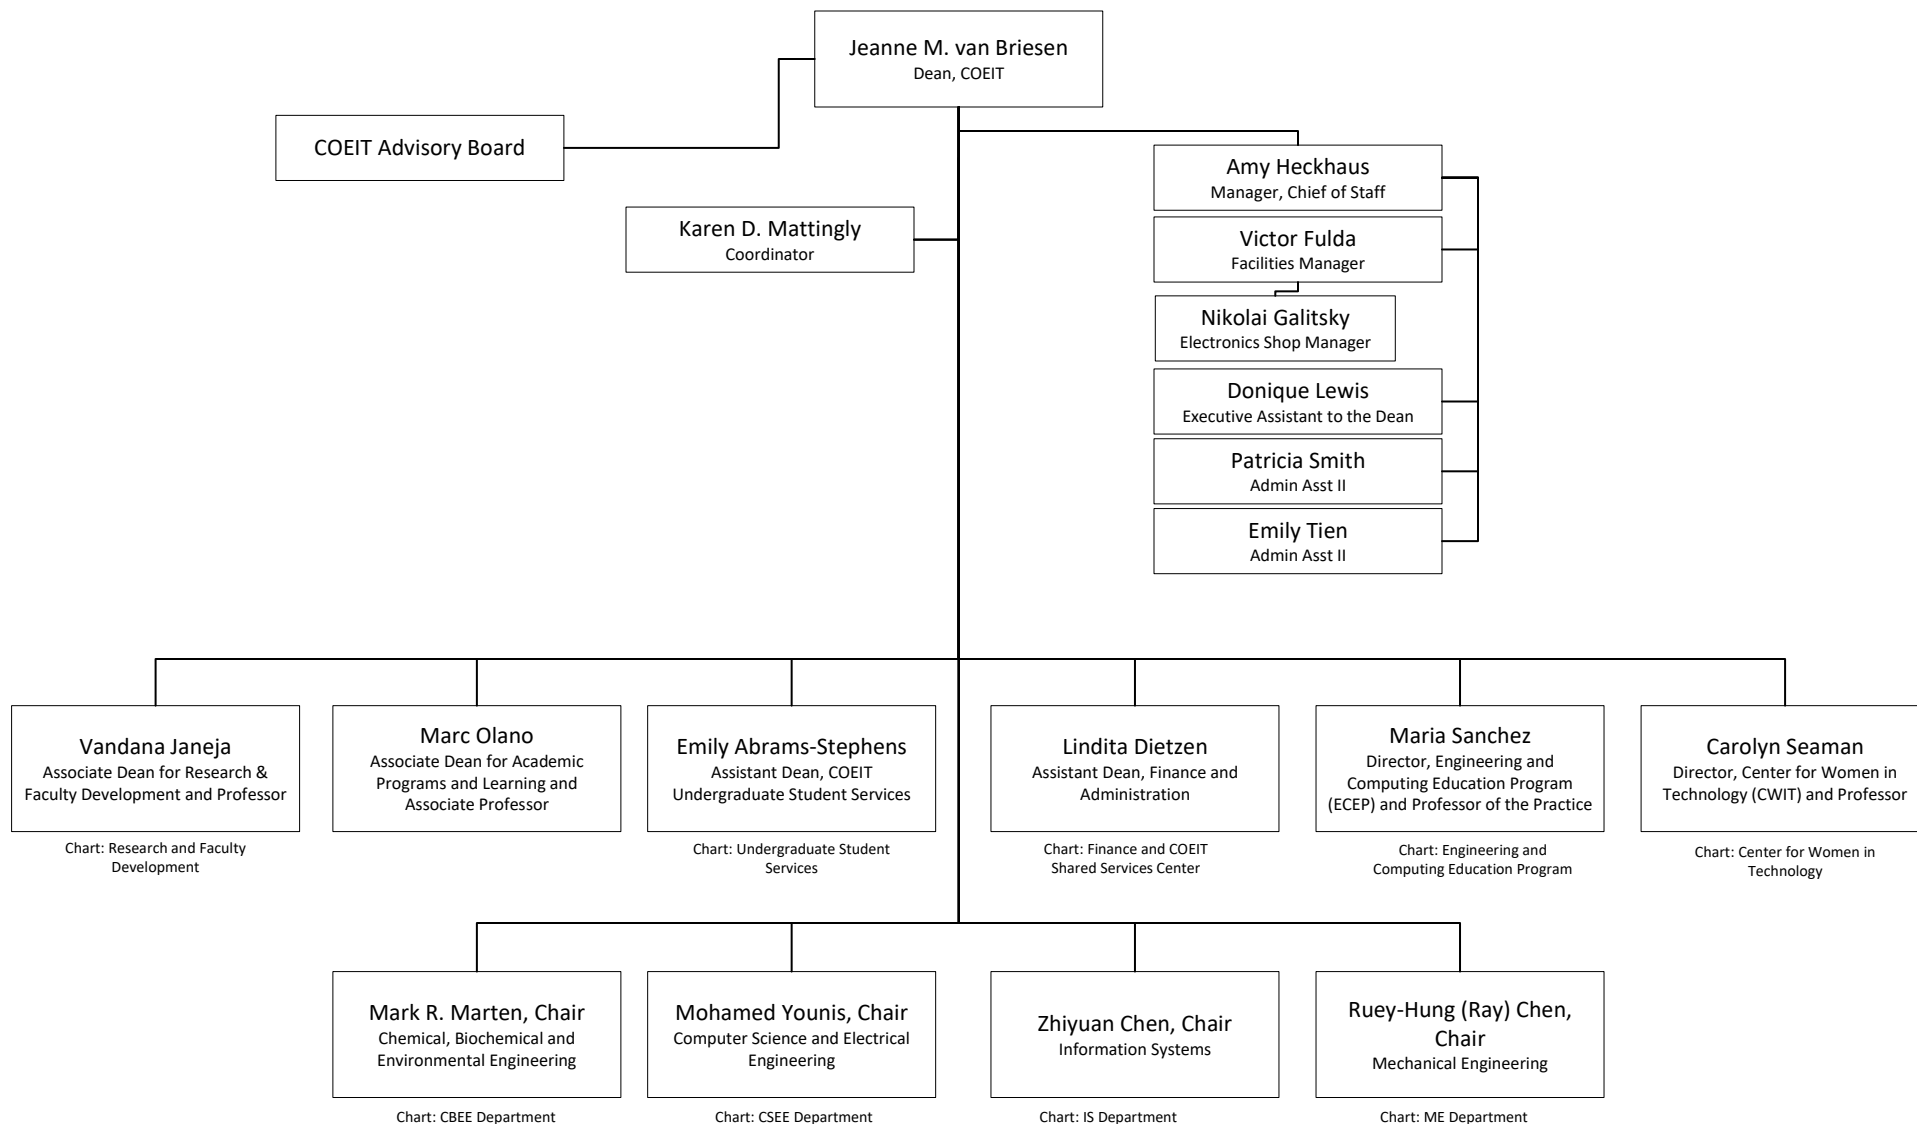 Jeanne M. van Briesen
Dean, COEIT
COEIT Advisory Board
Amy Heckhaus
Manager, Chief of Staff
Karen D. Mattingly
Coordinator
Victor Fulda
Facilities Manager
Nikolai Galitsky
Electronics Shop Manager
Donique Lewis
Executive Assistant to the Dean
Patricia Smith
Admin Asst II
Emily Tien
Admin Asst II
Vandana Janeja
Associate Dean for Research &
Faculty Development and Professor
Chart: Research and Faculty
Development
Marc Olano
Associate Dean for Academic
Programs and Learning and
Associate Professor
Emily Abrams-Stephens
Assistant Dean, COEIT
Undergraduate Student Services
Chart: Undergraduate Student
Services
Lindita Dietzen
Assistant Dean, Finance and
Administration
Chart: Finance and COEIT
Shared Services Center
Maria Sanchez
Director, Engineering and
Computing Education Program
(ECEP) and Professor of the Practice
Chart: Engineering and
Computing Education Program
Carolyn Seaman
Director, Center for Women in
Technology (CWIT) and Professor
Chart: Center for Women in
Technology
Mark R. Marten, Chair
Chemical, Biochemical and
Environmental Engineering
Chart: CBEE Department
Mohamed Younis, Chair
Computer Science and Electrical
Engineering
Chart: CSEE Department
Zhiyuan Chen, Chair
Information Systems
Chart: IS Department
Ruey-Hung (Ray) Chen,
Chair
Mechanical Engineering
Chart: ME Department